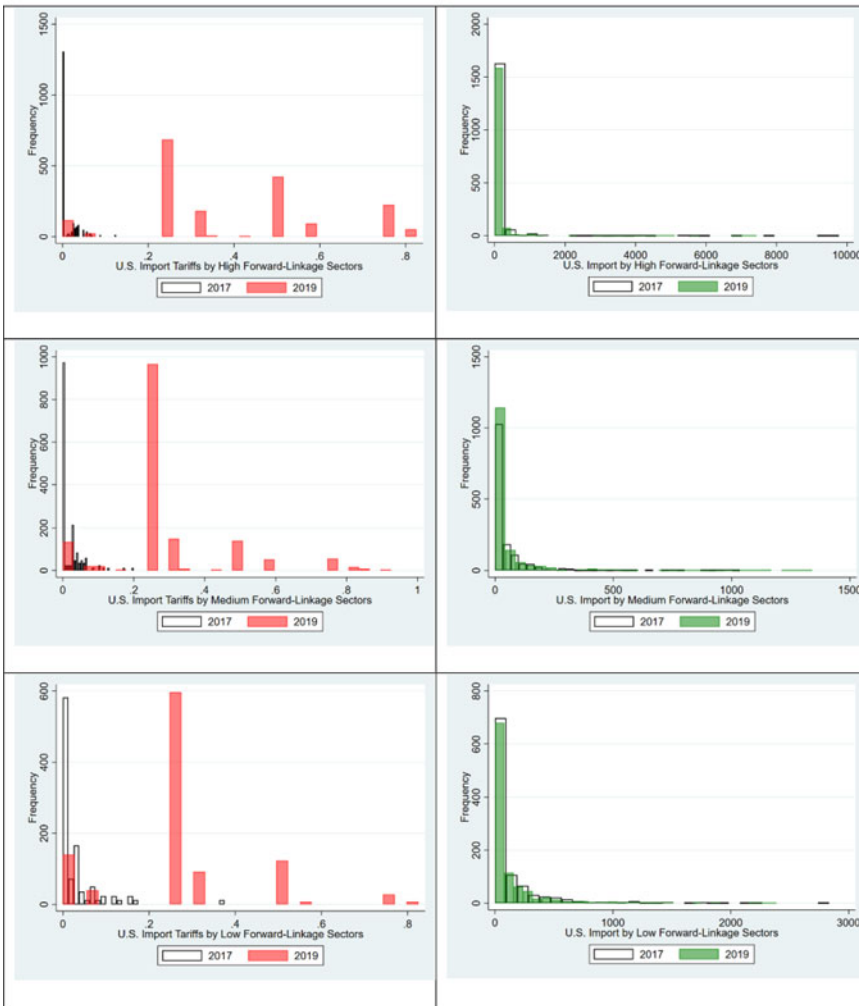 1500
1000
500
0
Frequency
0 .2 .4 .6 .8
U.S. Import Tariffs by High Forward-Linkage Sectors
2017 2019
2000
1500
1000
500
0
Frequency
0 2000 4000 6000 8000 10000
U.S. Import by High Forward-Linkage Sectors
2017 2019
1000
800
600
400
200
0
Frequency
0 .2 .4 .6 .8 1
U.S. Import Tariffs by Medium Forward-Linkage Sectors
2017 2019
1500
1000
500
0
Frequency
0 500 1000 1500
U.S. Import by Medium Forward-Linkage Sectors
2017 2019
600
400
200
0
Frequency
0 .2 .4 .6 .8
U.S. Import Tariffs by Low Forward-Linkage Sectors
2017 2019
800
600
400
200
0
Frequency
0 1000 2000 3000
U.S. Import by Low Forward-Linkage Sectors
2017 2019